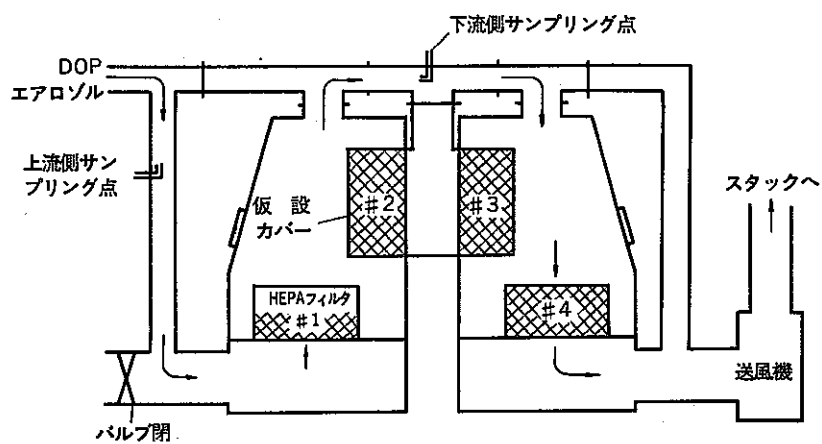 下流側サンプリング点
DOP
エアロゾル
上流側サン
プリング点
仮設
カバー
#2
#3
スタックへ
HEPAフィルタ
#1
#4
送風機
バルブ閉